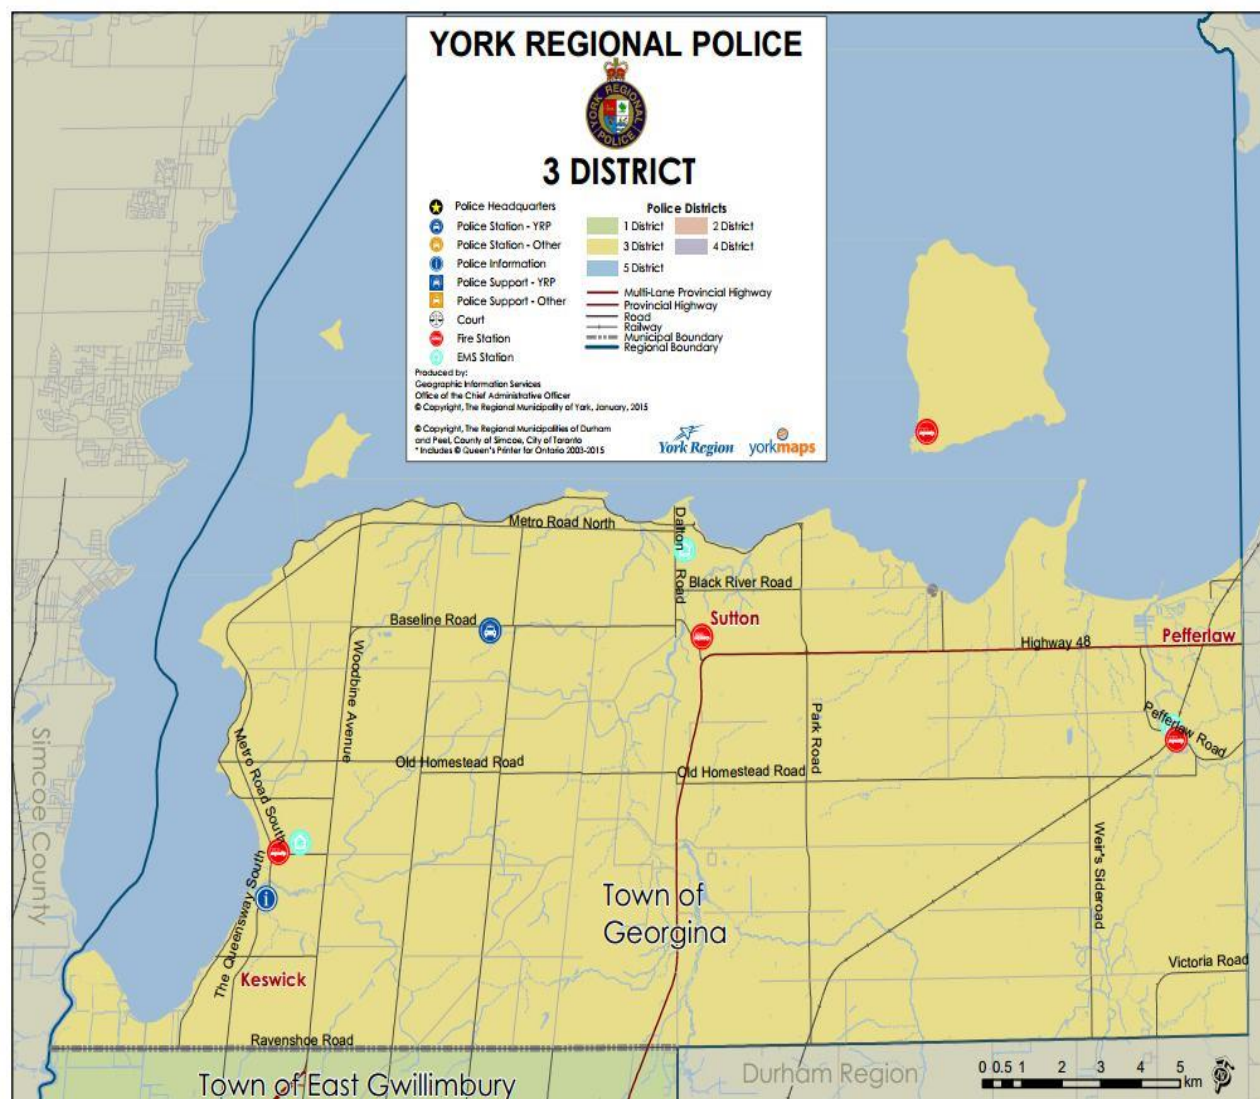 YORK REGIONAL POLICE
YORK REGIONAL
POLICE
3 DISTRICT
Police Headquarters
Police Station - YRP
Police Station - Other
Police Information
Police Support - YRP
Police Support - Other
Court
Fire Station
EMS Station
Police Districts
1 District
2 District
3 District
4 District
5 District
Multi-Lane Provincial Highway
Provincial Highway
Road
Railway
Municipal Boundary
Regional Boundary
Produced by:
Geographic Information Services
Office of the Chief Administrative Officer
© Copyright, The Regional Municipality of York, January, 2015
© Copyright, The Regional Municipalities of Durham
and Peel, County of Simcoe, City of Toronto
* Includes © Queen's Printer for Ontario 2003-2015
York Region
yorkmaps
Metro Road North
Dalton Road
Black River Road
Baseline Road
Sutton
Highway 48
Pefferlaw
Woodbine Avenue
Park Road
Pefferlaw Road
Simcoe County
Metro Road South
Old Homestead Road
Old Homestead Road
Weir's Sideroad
The Queensway South
Town of
Georgina
Victoria Road
Keswick
Ravenshoe Road
Town of East Gwillimbury
Durham Region
0 0.5 1 2 3 4 5
km